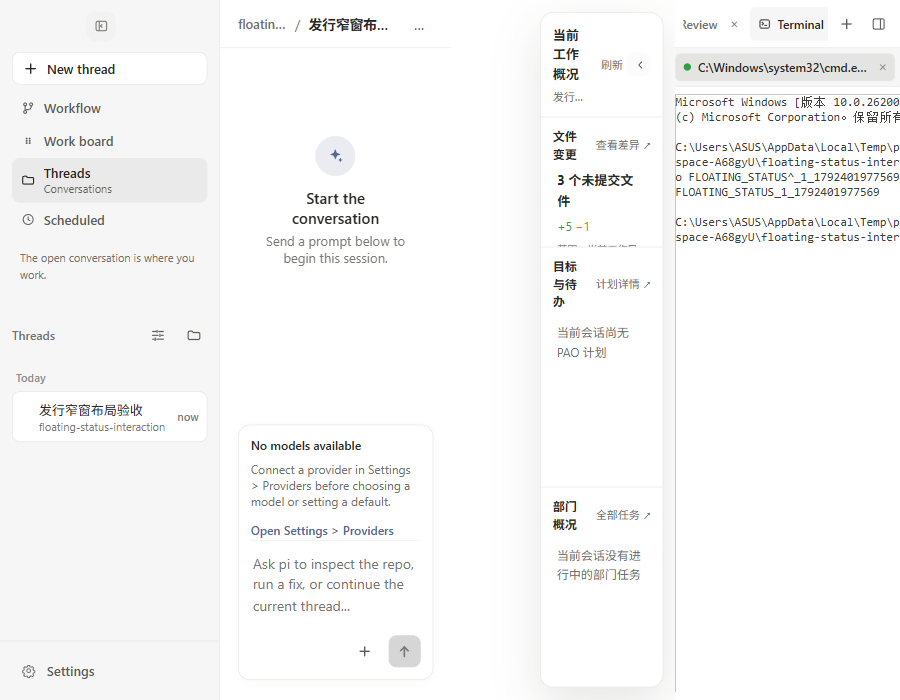 New thread
Workflow
Work board
Threads
Conversations
Scheduled
The open conversation is where you
work.
Threads
Today
发行窄窗布局验收
floating-status-interaction
now
Settings
floatin... / 发行窄窗布... ...
Start the
conversation
Send a prompt below to
begin this session.
No models available
Connect a provider in Settings
> Providers before choosing a
model or setting a default.
Open Settings > Providers
Ask pi to inspect the repo,
run a fix, or continue the
current thread...
当前
工作
概况
刷新
发行...
文件
变更
查看差异 ↗
3 个未提交文
件
+5 −1
目标
与待
办
计划详情 ↗
当前会话尚无
PAO 计划
部门
概况
全部任务 ↗
当前会话没有进
行中的部门任务
Review × Terminal
C:\Windows\system32\cmd.e... ×
Microsoft Windows [版本 10.0.26200
(c) Microsoft Corporation。保留所有
C:\Users\ASUS\AppData\Local\Temp\p
space-A68gyU\floating-status-inter
o FLOATING_STATUS^_1_1792401977569
FLOATING_STATUS_1_1792401977569
C:\Users\ASUS\AppData\Local\Temp\p
space-A68gyU\floating-status-inter